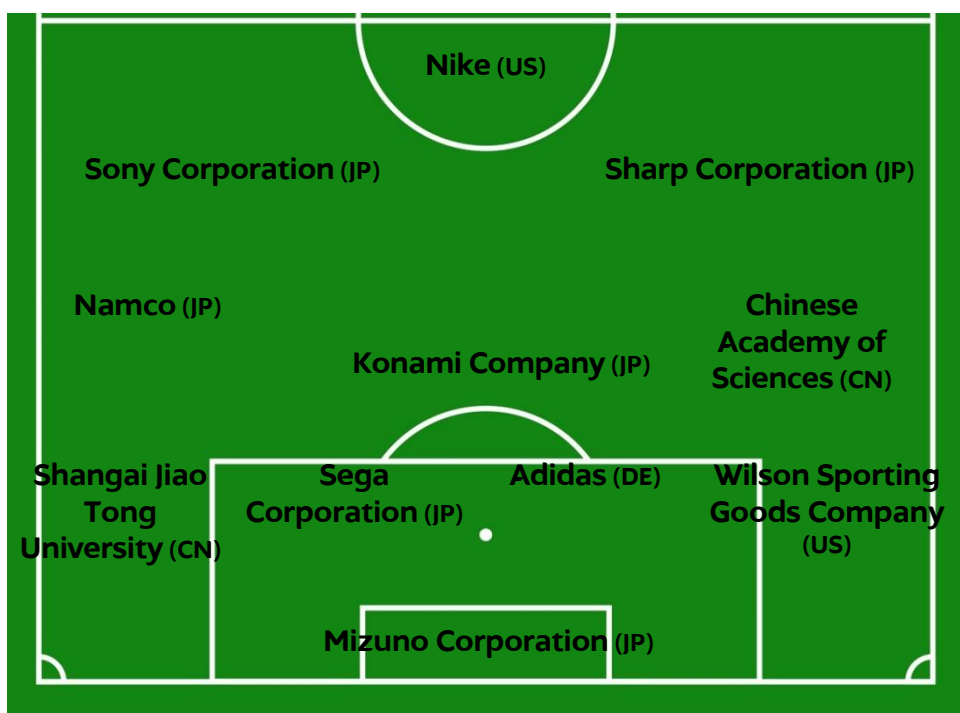 Nike (US)
Sony Corporation (JP)
Sharp Corporation (JP)
Namco (JP)
Chinese
Academy of
Sciences (CN)
Konami Company (JP)
Shangai Jiao
Tong
University (CN)
Sega
Corporation (JP)
Adidas (DE)
Wilson Sporting
Goods Company
(US)
Mizuno Corporation (JP)